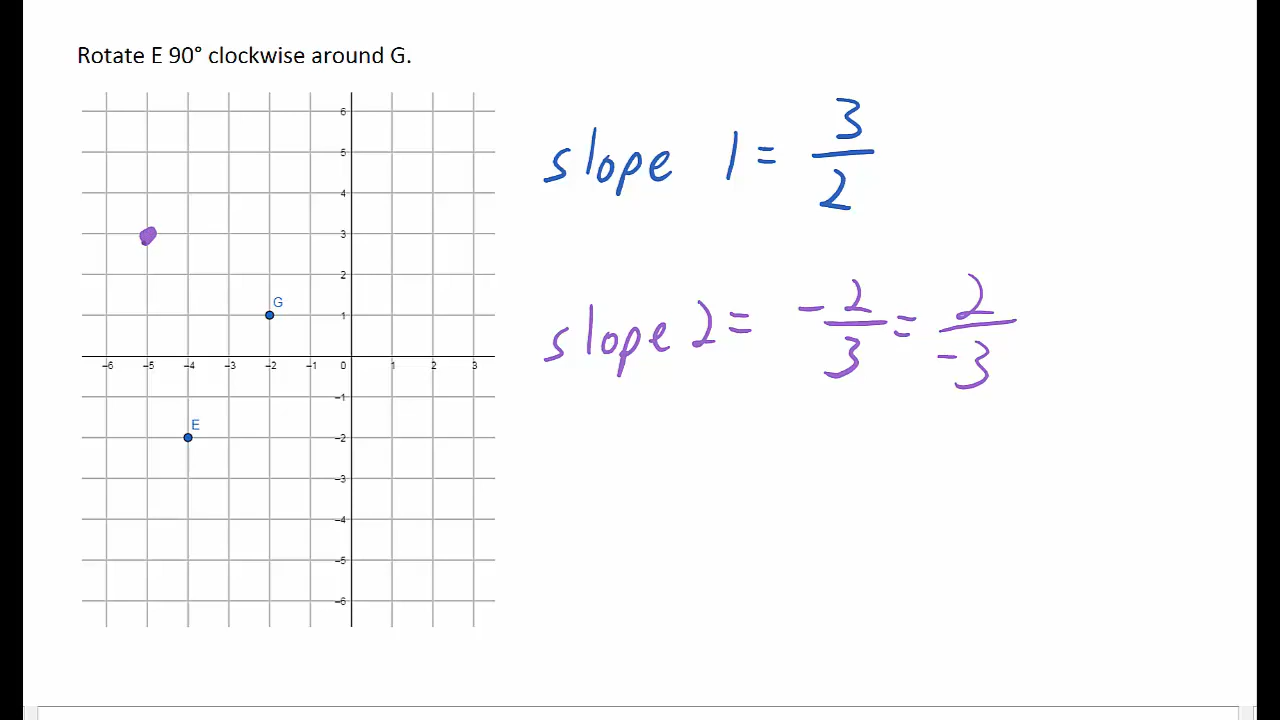 Rotate E 90° clockwise around G.
6
5
4
3
2
G
1
–6 –5 –4 –3 –2 –1 0 1 2 3
–1
E
–2
–3
–4
–5
–6
slope 1 = 3/2
slope 2 = -2/3 = 2/-3